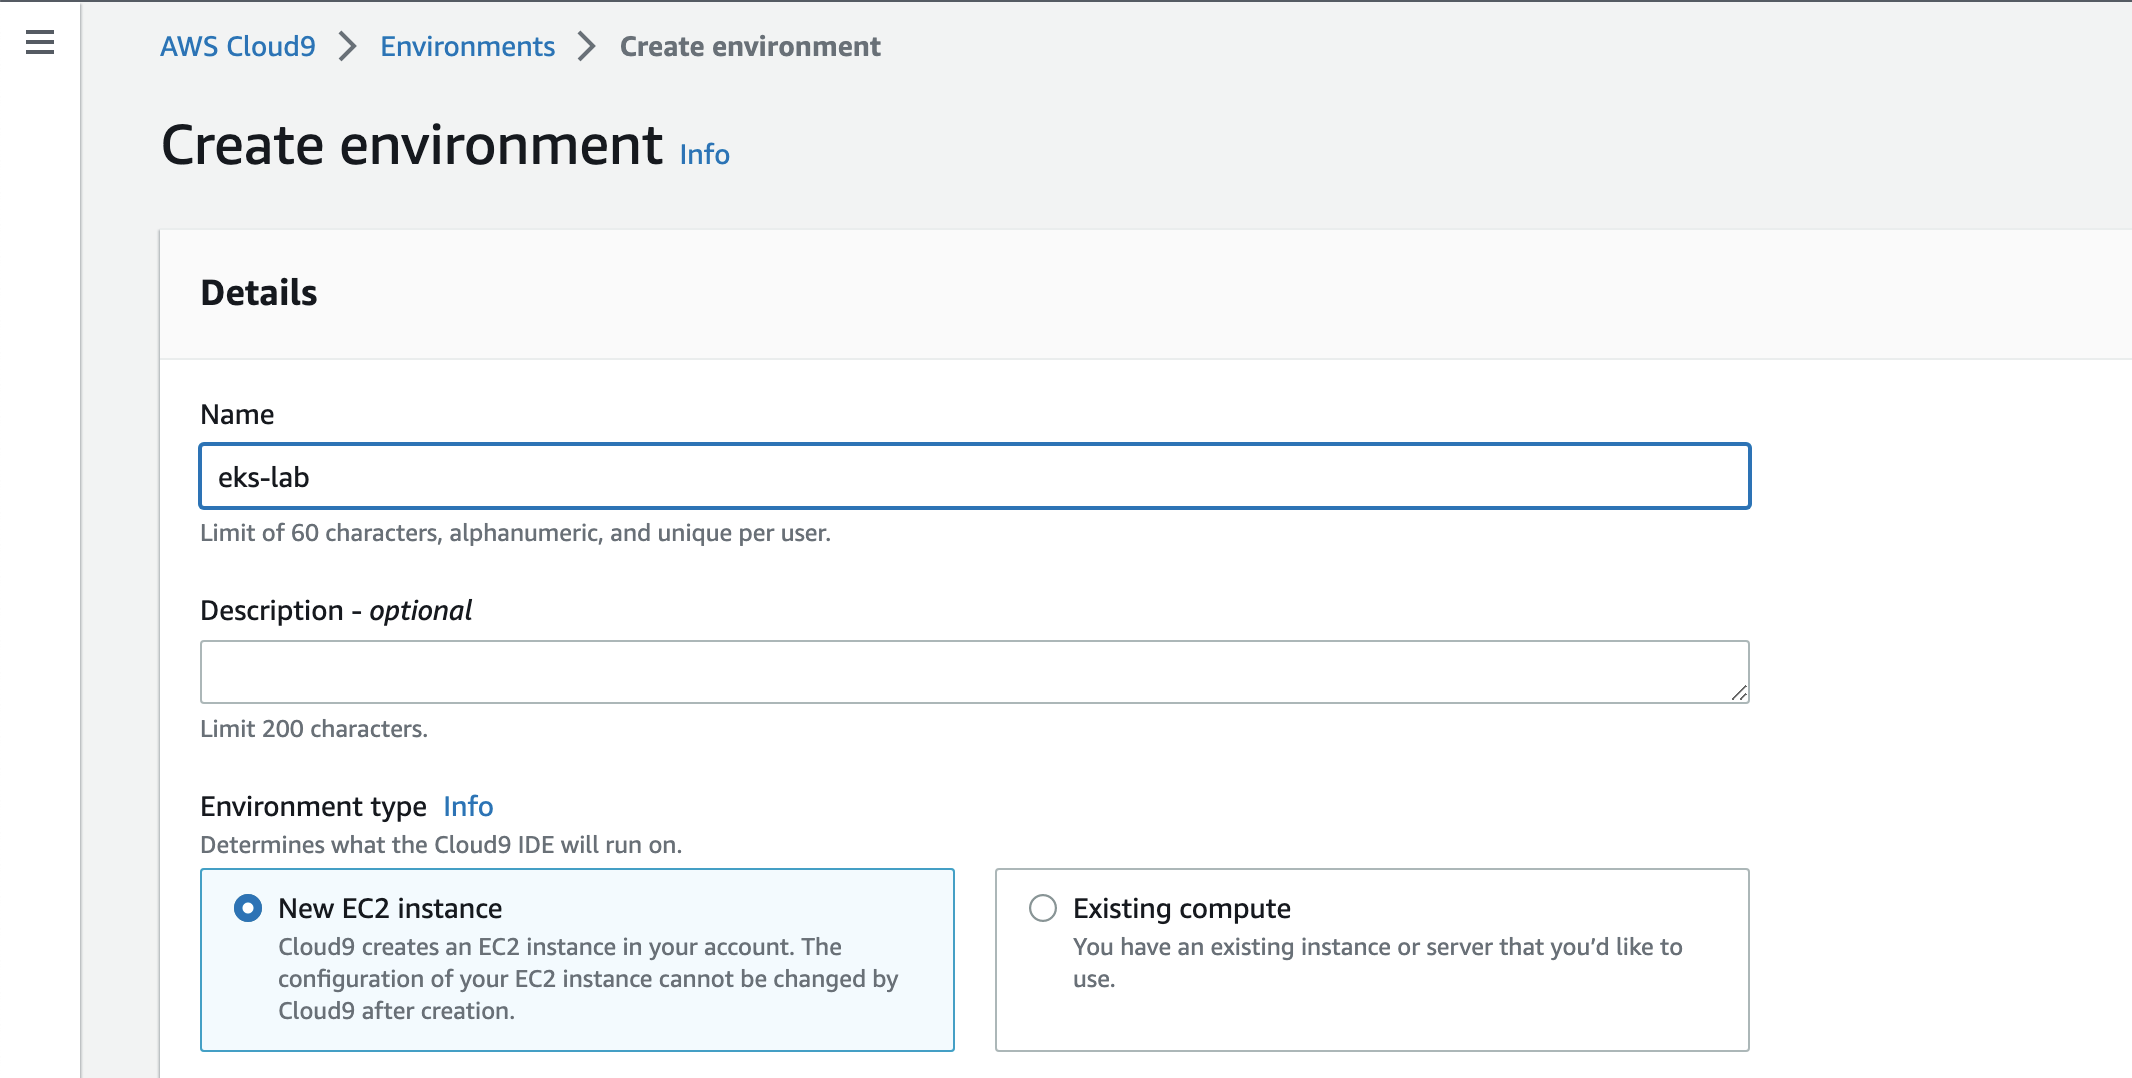 AWS Cloud9 > Environments > Create environment
Create environment Info
Details
Name
eks-lab
Limit of 60 characters, alphanumeric, and unique per user.
Description - optional
Limit 200 characters.
Environment type Info
Determines what the Cloud9 IDE will run on.
New EC2 instance
Cloud9 creates an EC2 instance in your account. The
configuration of your EC2 instance cannot be changed by
Cloud9 after creation.
Existing compute
You have an existing instance or server that you’d like to
use.